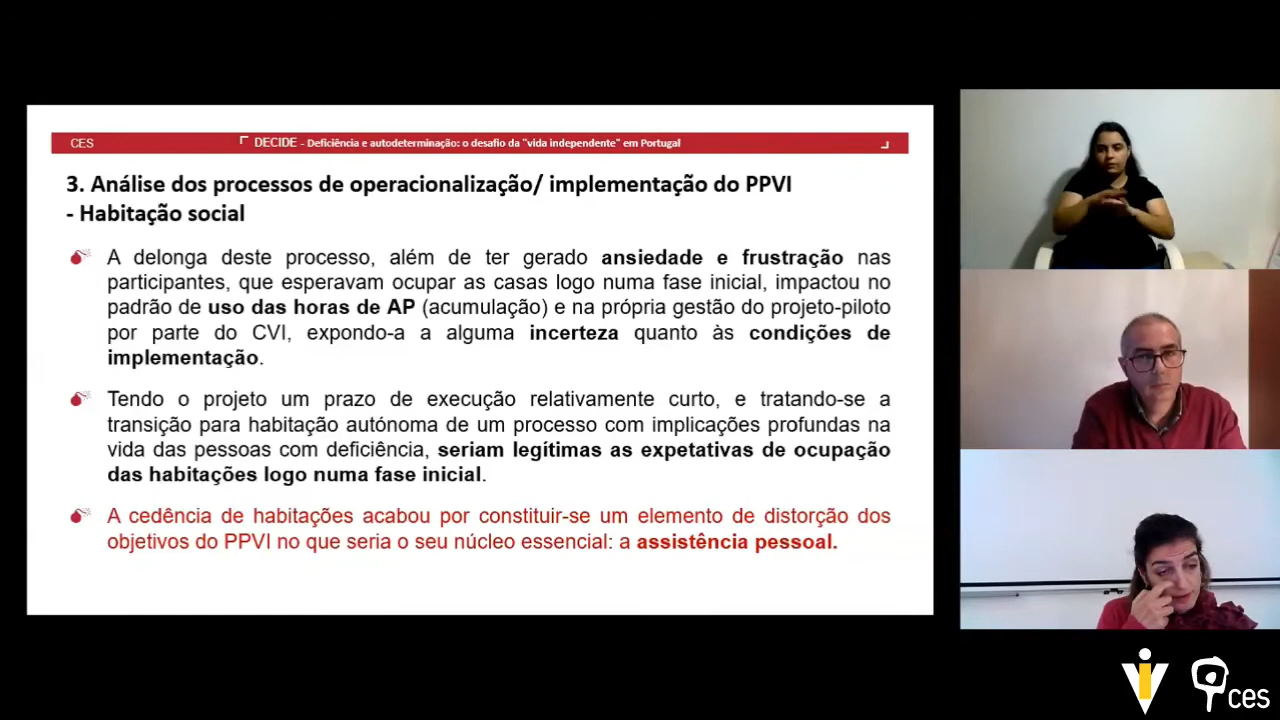 CES
DECIDE - Deficiência e autodeterminação: o desafio da "vida independente" em Portugal
3. Análise dos processos de operacionalização/ implementação do PPVI
- Habitação social
A delonga deste processo, além de ter gerado ansiedade e frustração nas
participantes, que esperavam ocupar as casas logo numa fase inicial, impactou no
padrão de uso das horas de AP (acumulação) e na própria gestão do projeto-piloto
por parte do CVI, expondo-a a alguma incerteza quanto às condições de
implementação.
Tendo o projeto um prazo de execução relativamente curto, e tratando-se a
transição para habitação autónoma de um processo com implicações profundas na
vida das pessoas com deficiência, seriam legítimas as expetativas de ocupação
das habitações logo numa fase inicial.
A cedência de habitações acabou por constituir-se um elemento de distorção dos
objetivos do PPVI no que seria o seu núcleo essencial: a assistência pessoal.
ces